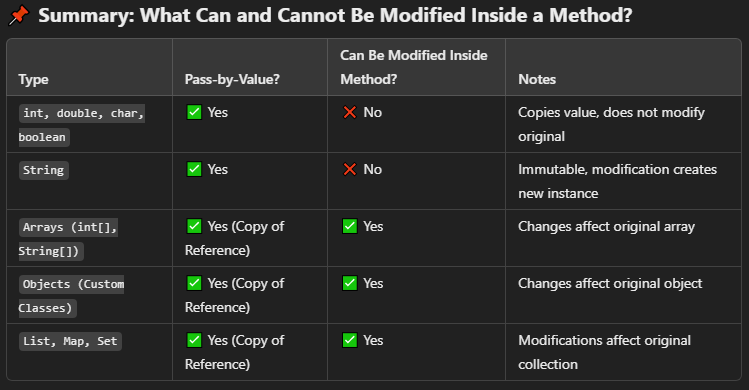 📌 Summary: What Can and Cannot Be Modified Inside a Method?
Can Be Modified Inside
Type Pass-by-Value? Method? Notes
int, double, char, ✅ Yes ❌ No Copies value, does not modify
boolean original
String ✅ Yes ❌ No Immutable, modification creates
new instance
Arrays (int[], ✅ Yes (Copy of ✅ Yes Changes affect original array
String[]) Reference)
Objects (Custom ✅ Yes (Copy of ✅ Yes Changes affect original object
Classes) Reference)
List, Map, Set ✅ Yes (Copy of ✅ Yes Modifications affect original
Reference) collection